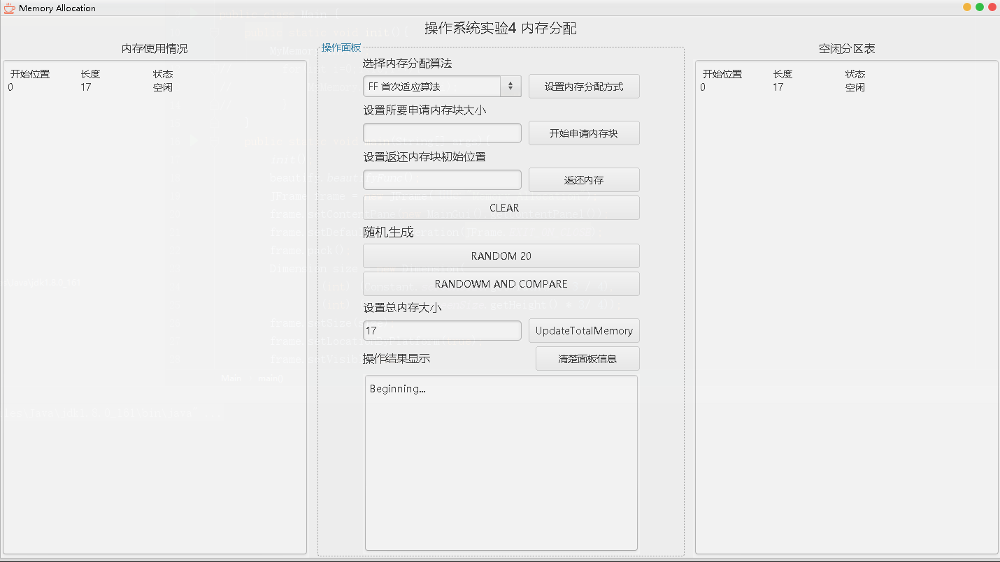 Memory Allocation
操作系统实验4 内存分配
内存使用情况
开始位置 长度 状态
0 17 空闲
操作面板
选择内存分配算法
FF 首次适应算法
设置内存分配方式
设置所要申请内存块大小
开始申请内存块
设置返还内存块初始位置
返还内存
CLEAR
随机生成
RANDOM 20
RANDOWM AND COMPARE
设置总内存大小
17
UpdateTotalMemory
操作结果显示
清楚面板信息
Beginning...
空闲分区表
开始位置 长度 状态
0 17 空闲